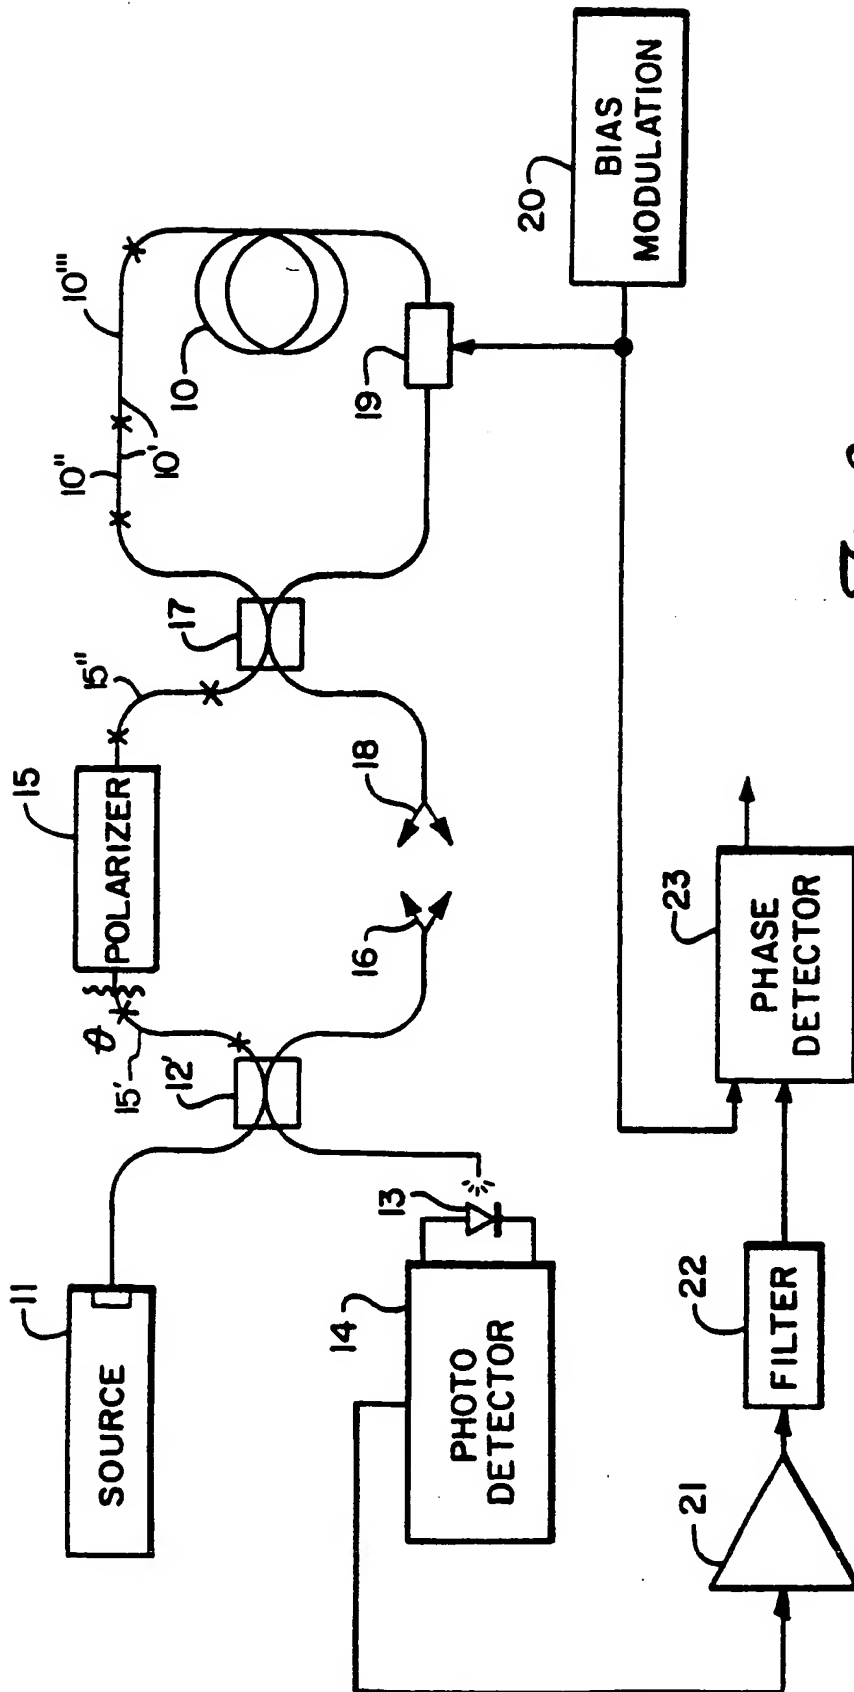 11
SOURCE
12'
15'
θ
15
POLARIZER
15"
17
10"
10'
10'''
10
19
16
18
20
BIAS
MODULATION
13
14
PHOTO
DETECTOR
21
22
FILTER
23
PHASE
DETECTOR